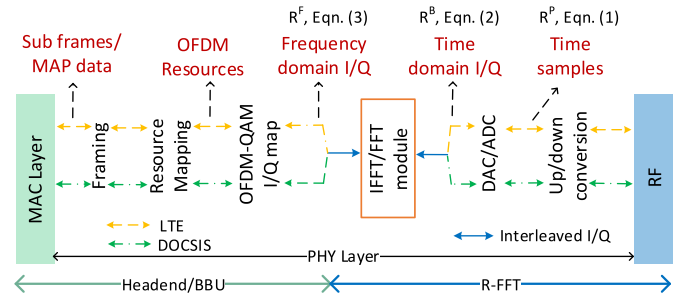 R^F, Eqn. (3)
R^B, Eqn. (2)
R^P, Eqn. (1)
Sub frames/
MAP data
OFDM
Resources
Frequency
domain I/Q
Time
domain I/Q
Time
samples
MAC Layer
Framing
Resource
Mapping
OFDM-QAM
I/Q map
IFFT/FFT
module
DAC/ADC
Up/down
conversion
RF
LTE
DOCSIS
Interleaved I/Q
PHY Layer
Headend/BBU
R-FFT